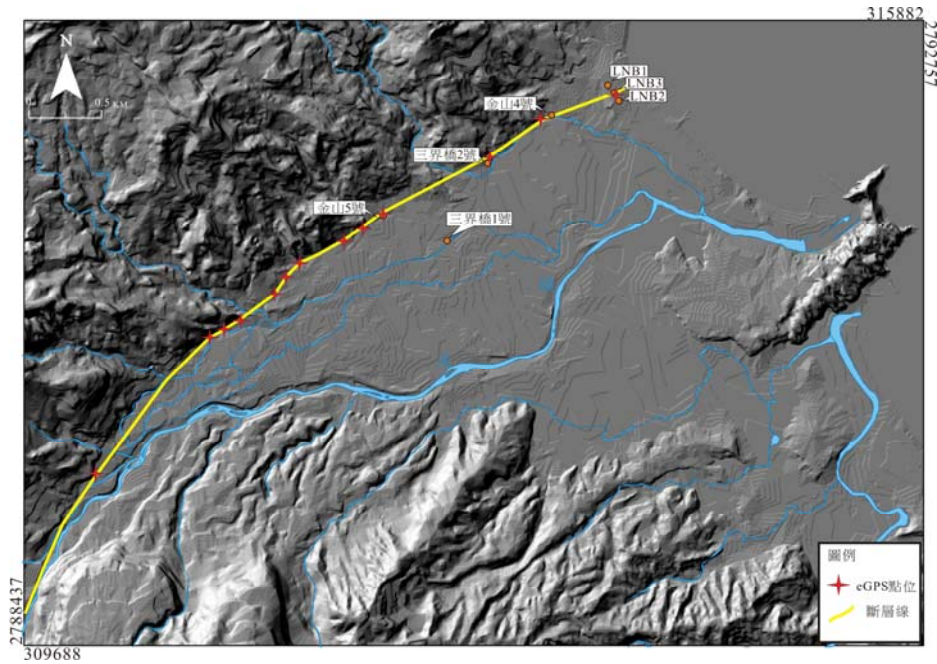 315882
2792757
N
0 0.5 KM
LNB1
LNB3
LNB2
金山4號
三界橋2號
金山5號
三界橋1號
圖例
eGPS點位
斷層線
2788437
309688